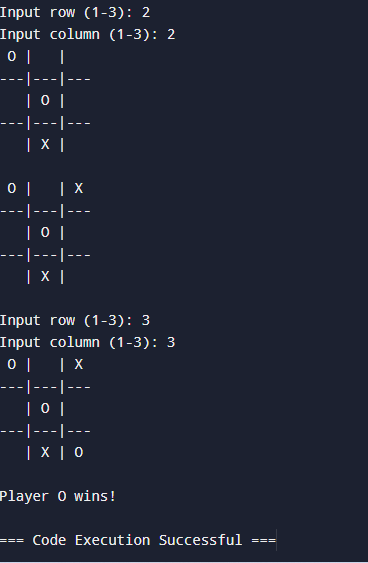 Input row (1-3): 2
Input column (1-3): 2
 O |   |
---|---|---
   | O |
---|---|---
   | X |

 O |   | X
---|---|---
   | O |
---|---|---
   | X |

Input row (1-3): 3
Input column (1-3): 3
 O |   | X
---|---|---
   | O |
---|---|---
   | X | O

Player O wins!

=== Code Execution Successful ===